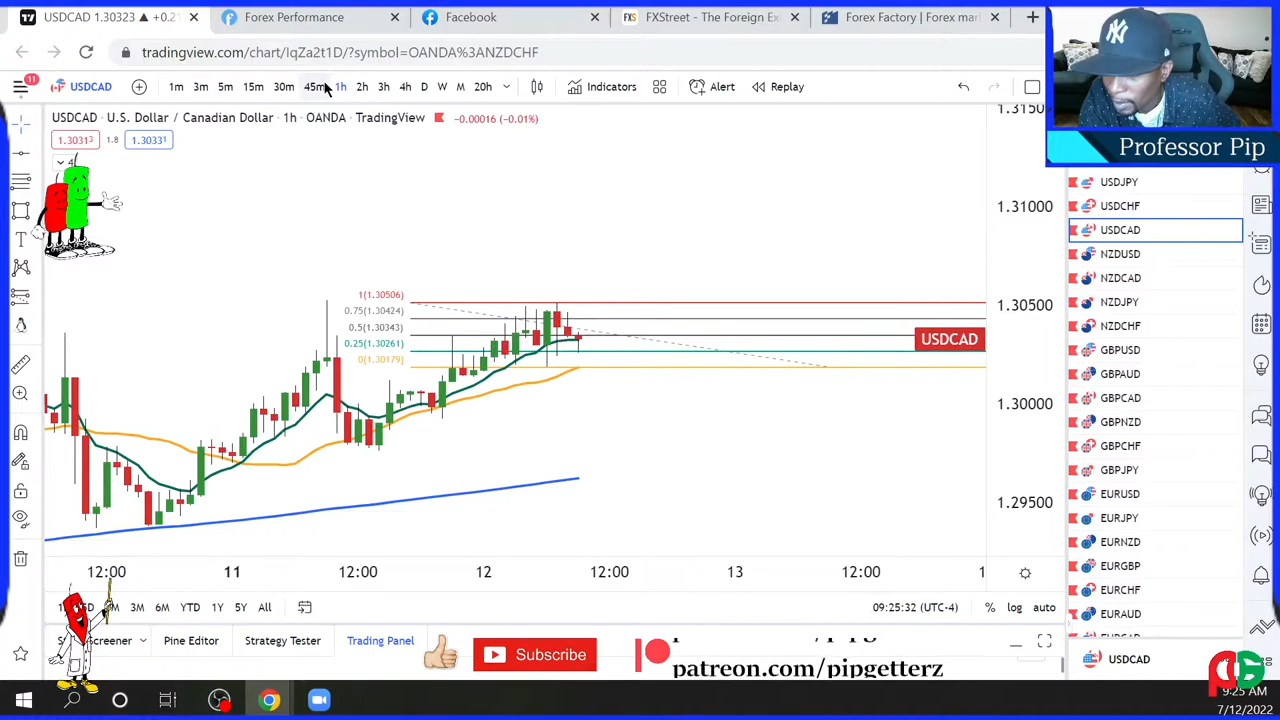 USDCAD 1.30323 ▲ +0.2
Forex Performance
Facebook
FXStreet - The Foreign Ex
Forex Factory | Forex mar
tradingview.com/chart/IqZa2t1D/?symbol=OANDA%3ANZDCHF
11
USDCAD
1m 3m 5m 15m 30m 45m 1h 2h 3h 4h D W M 20h
Indicators
Alert
Replay
USDCAD · U.S. Dollar / Canadian Dollar · 1h · OANDA · TradingView
−0.00016 (−0.01%)
1.30313
1.8
1.30331
4
Professor Pip
1.31500
1.31000
1.30500
1.30000
1.29500
1(1.30506)
0.75(1.30424)
0.5(1.30343)
0.25(1.30261)
0(1.30179)
USDCAD
USDJPY
USDCHF
USDCAD
NZDUSD
NZDCAD
NZDJPY
NZDCHF
GBPUSD
GBPAUD
GBPCAD
GBPNZD
GBPCHF
GBPJPY
EURUSD
EURJPY
EURNZD
EURGBP
EURCHF
EURAUD
12:00 11 12:00 12 12:00 13 12:00
3M 6M YTD 1Y 5Y All
09:25:32 (UTC-4)
% log auto
Pine Editor
Strategy Tester
Trading Panel
Subscribe
patreon.com/pipgetterz
USDCAD
9:25 AM
7/12/2022